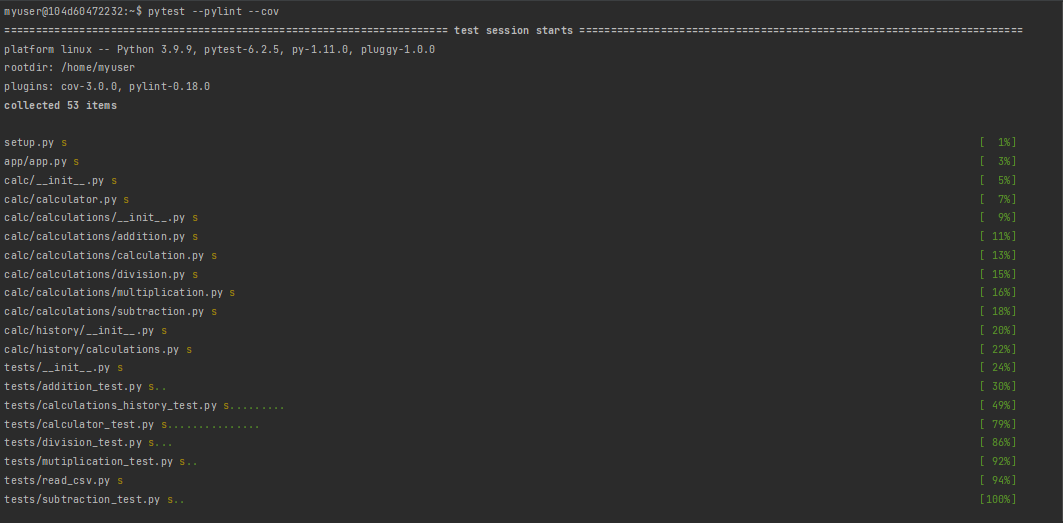 myuser@104d60472232:~$ pytest --pylint --cov
======================================================================= test session starts =======================================================================
platform linux -- Python 3.9.9, pytest-6.2.5, py-1.11.0, pluggy-1.0.0
rootdir: /home/myuser
plugins: cov-3.0.0, pylint-0.18.0
collected 53 items
setup.py s [  1%]
app/app.py s [  3%]
calc/__init__.py s [  5%]
calc/calculator.py s [  7%]
calc/calculations/__init__.py s [  9%]
calc/calculations/addition.py s [ 11%]
calc/calculations/calculation.py s [ 13%]
calc/calculations/division.py s [ 15%]
calc/calculations/multiplication.py s [ 16%]
calc/calculations/subtraction.py s [ 18%]
calc/history/__init__.py s [ 20%]
calc/history/calculations.py s [ 22%]
tests/__init__.py s [ 24%]
tests/addition_test.py s.. [ 30%]
tests/calculations_history_test.py s......... [ 49%]
tests/calculator_test.py s............... [ 79%]
tests/division_test.py s... [ 86%]
tests/mutiplication_test.py s.. [ 92%]
tests/read_csv.py s [ 94%]
tests/subtraction_test.py s.. [100%]